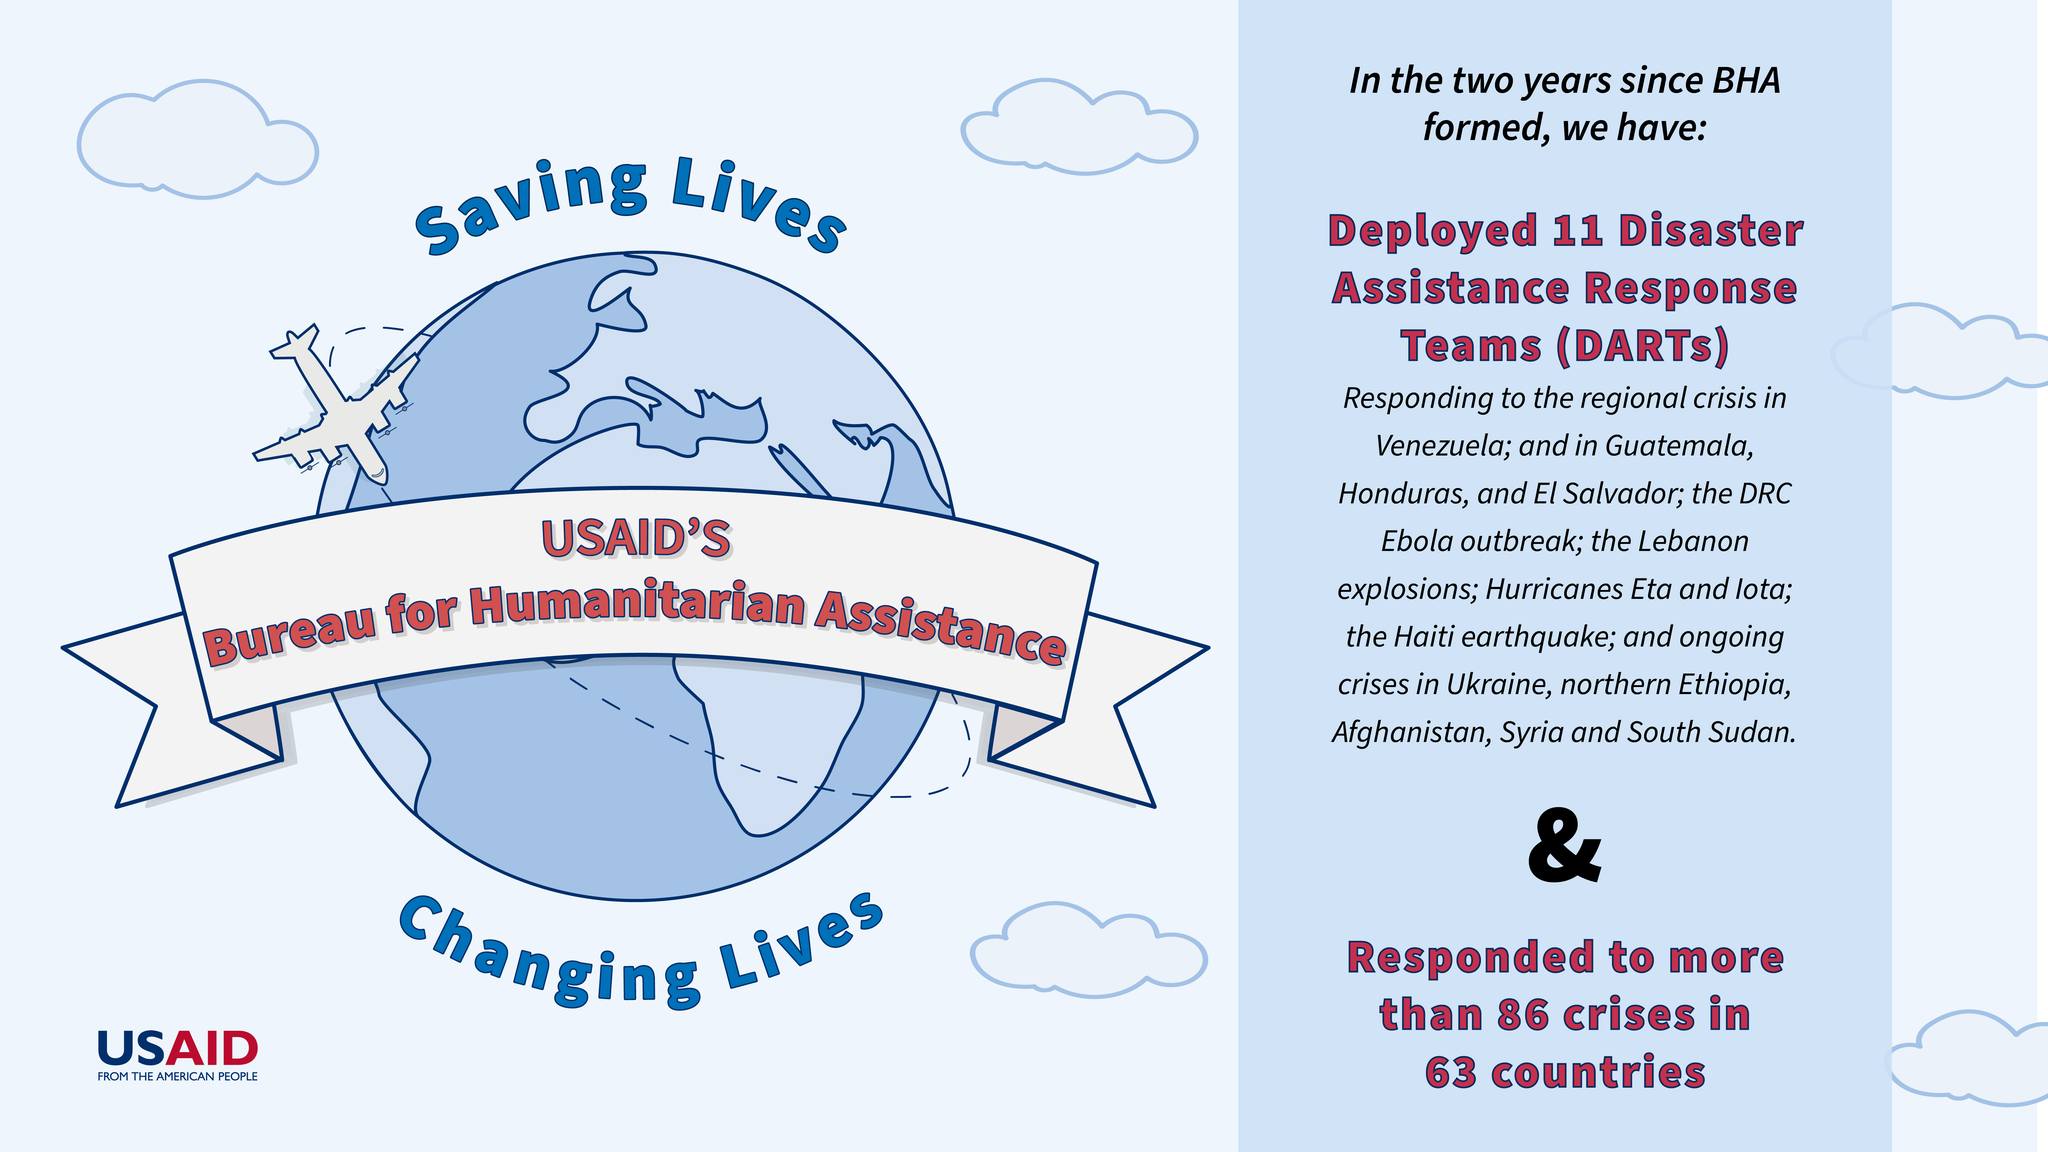 Saving Lives
USAID'S
Bureau for Humanitarian Assistance
Changing Lives
USAID
FROM THE AMERICAN PEOPLE
In the two years since BHA
formed, we have:
Deployed 11 Disaster
Assistance Response
Teams (DARTs)
Responding to the regional crisis in
Venezuela; and in Guatemala,
Honduras, and El Salvador; the DRC
Ebola outbreak; the Lebanon
explosions; Hurricanes Eta and Iota;
the Haiti earthquake; and ongoing
crises in Ukraine, northern Ethiopia,
Afghanistan, Syria and South Sudan.
&
Responded to more
than 86 crises in
63 countries